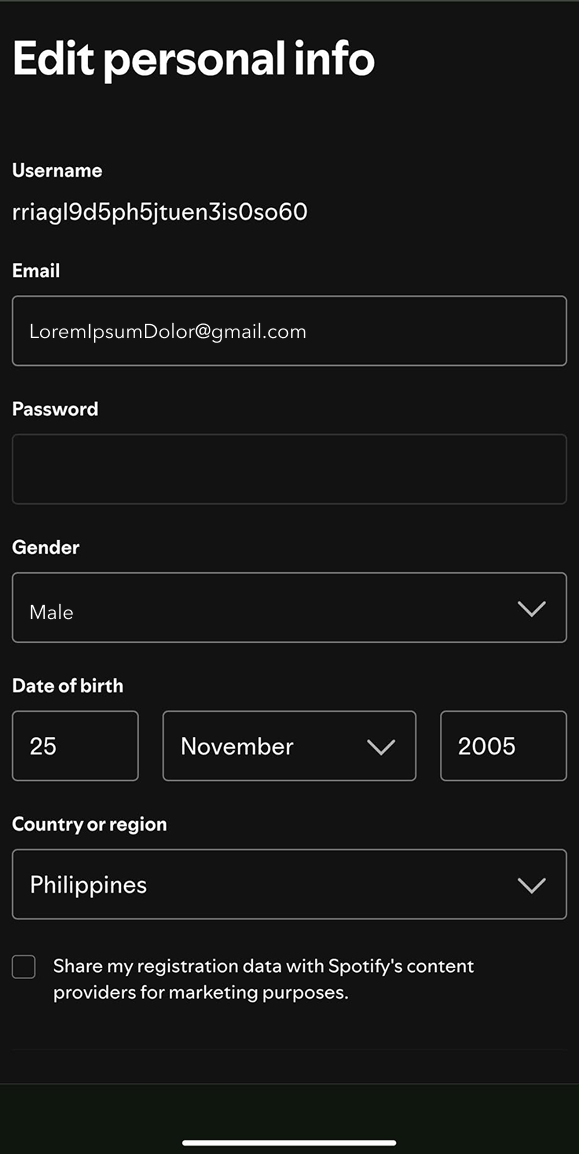 Edit personal info
Username
rriagl9d5ph5jtuen3is0so60
Email
LoremIpsumDolor@gmail.com
Password
Gender
Male
Date of birth
25
November
2005
Country or region
Philippines
Share my registration data with Spotify's content
providers for marketing purposes.